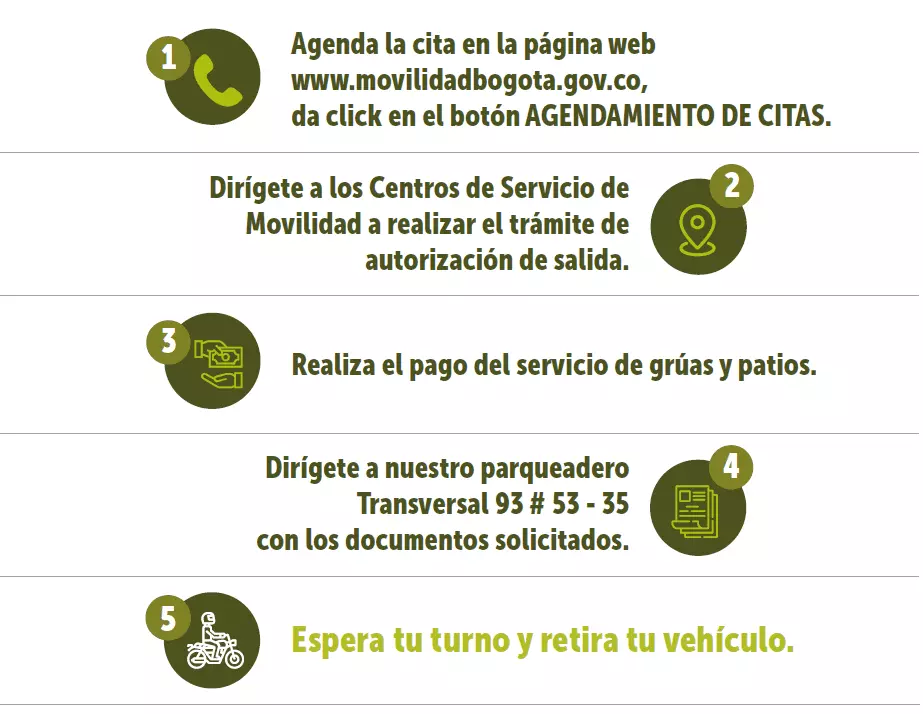 1
Agenda la cita en la página web
www.movilidadbogota.gov.co,
da click en el botón AGENDAMIENTO DE CITAS.
2
Dirígete a los Centros de Servicio de
Movilidad a realizar el trámite de
autorización de salida.
3
Realiza el pago del servicio de grúas y patios.
4
Dirígete a nuestro parqueadero
Transversal 93 # 53 - 35
con los documentos solicitados.
5
Espera tu turno y retira tu vehículo.